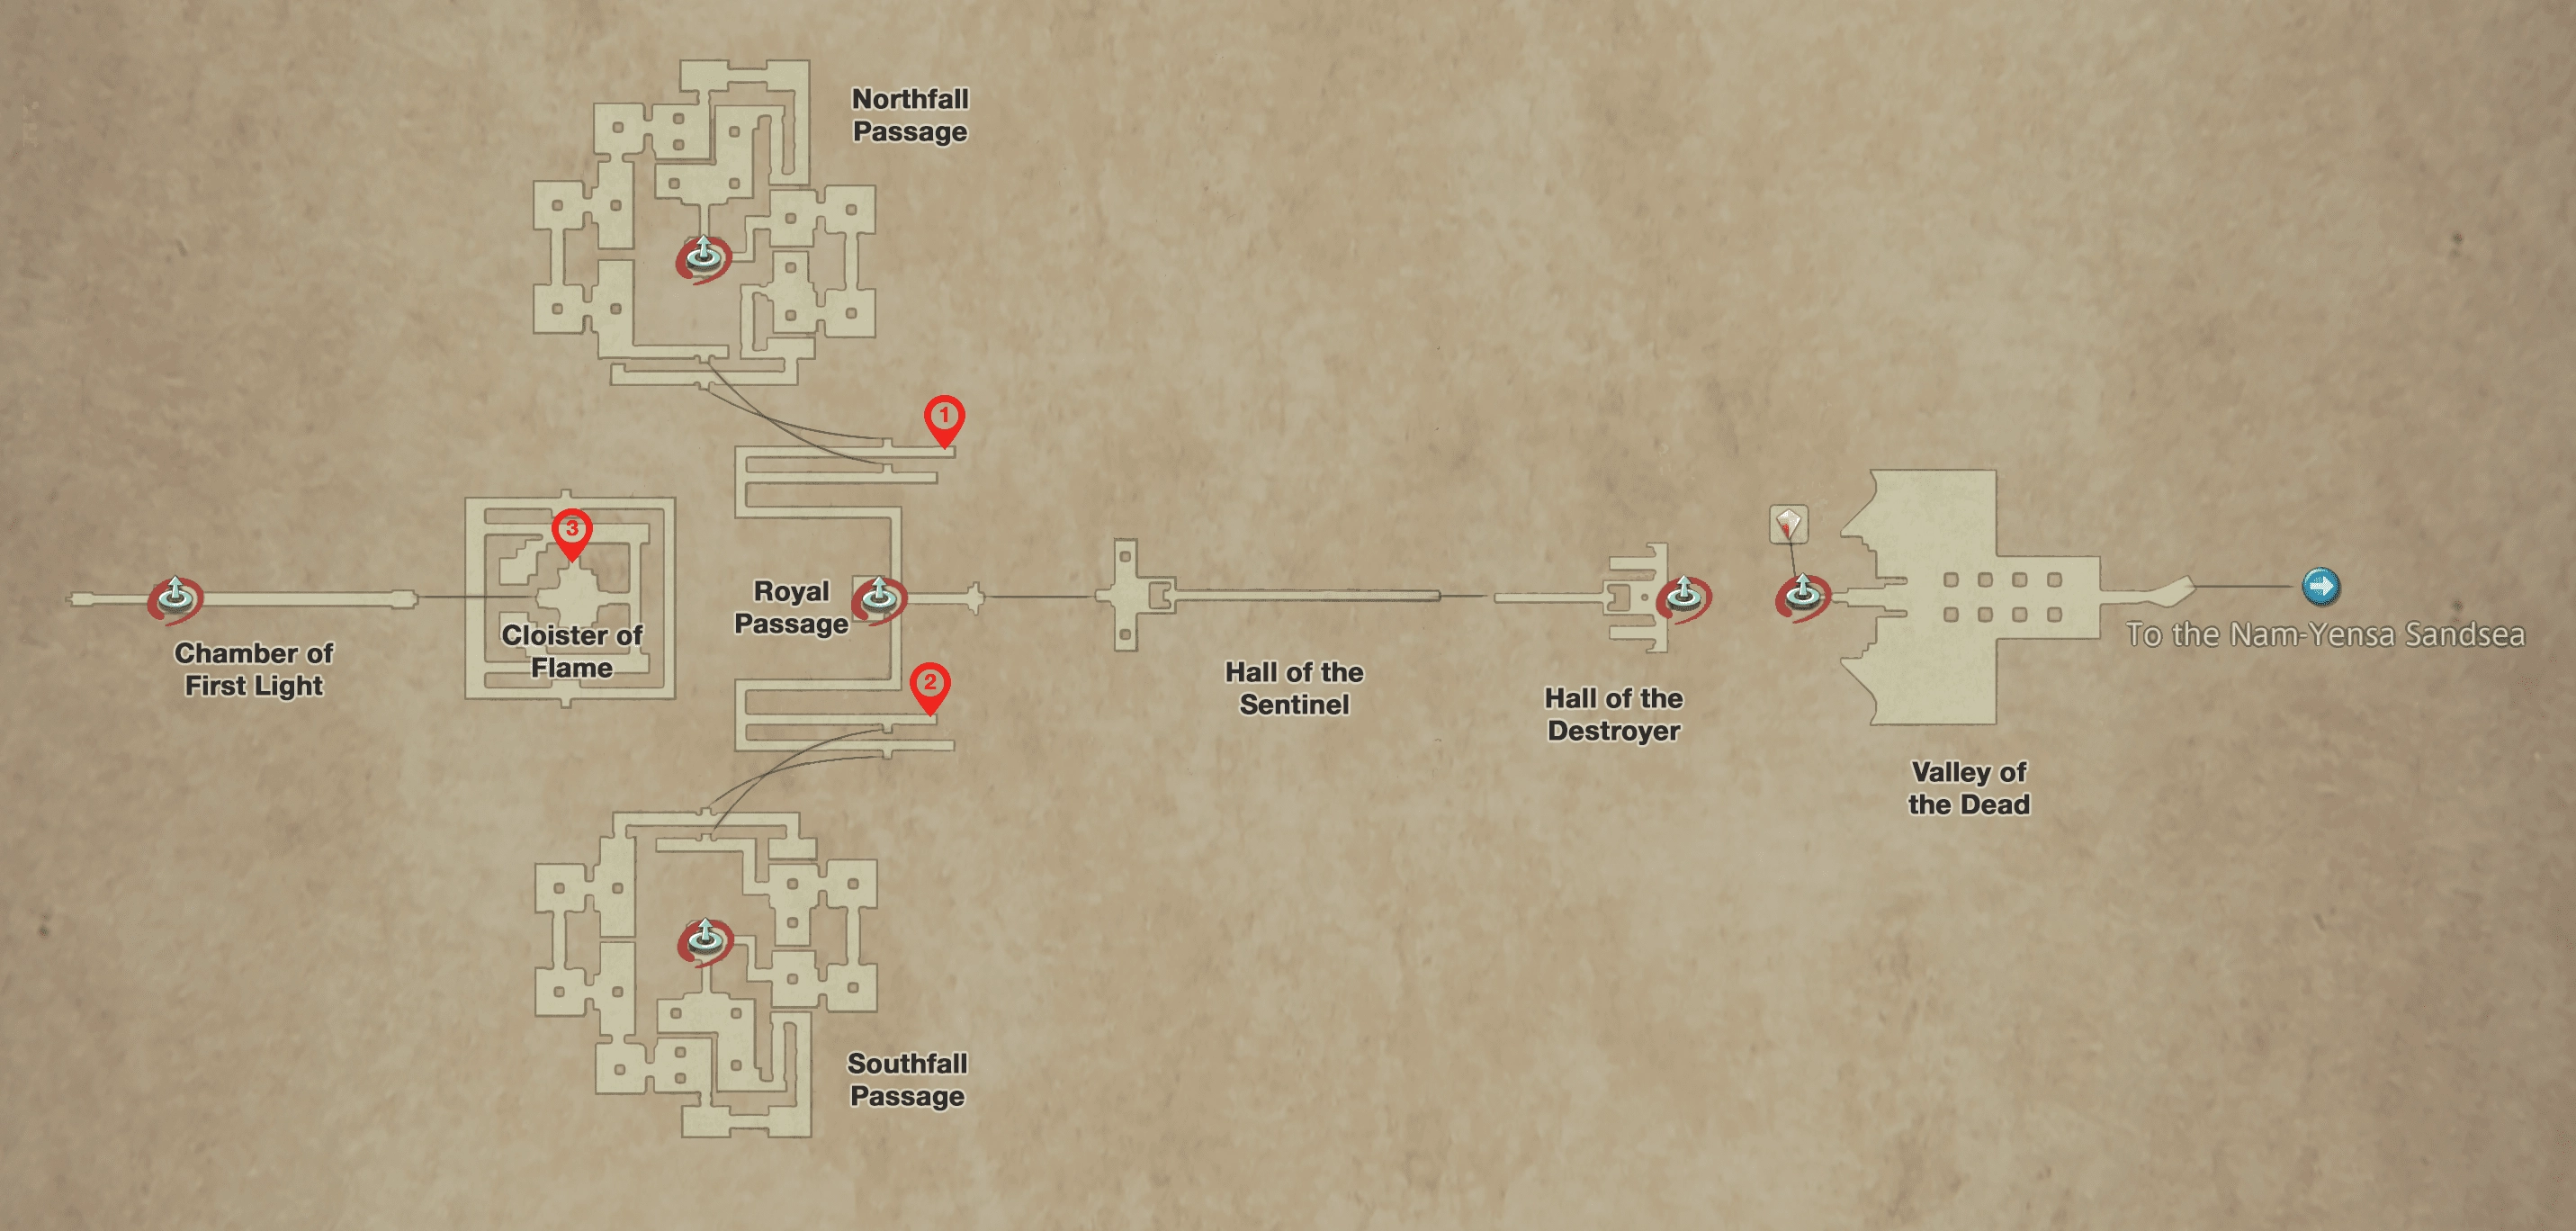 Northfall
Passage
1
3
Royal
Passage
Cloister of
Flame
Chamber of
First Light
2
Hall of the
Sentinel
Hall of the
Destroyer
To the Nam-Yensa Sandsea
Valley of
the Dead
Southfall
Passage